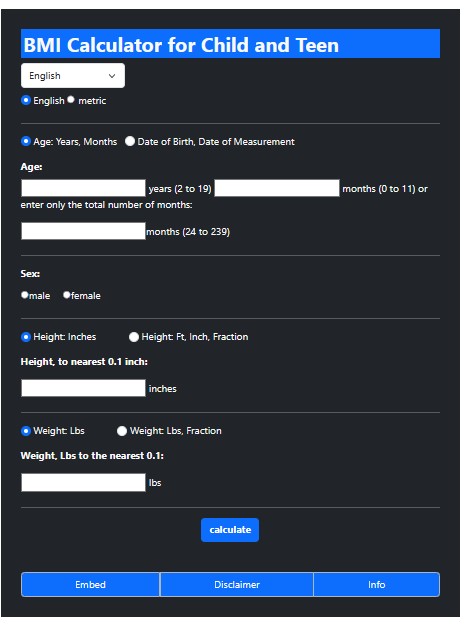 BMI Calculator for Child and Teen
English
English metric
Age: Years, Months Date of Birth, Date of Measurement
Age:
years (2 to 19) months (0 to 11) or
enter only the total number of months:
months (24 to 239)
Sex:
male female
Height: Inches Height: Ft, Inch, Fraction
Height, to nearest 0.1 inch:
inches
Weight: Lbs Weight: Lbs, Fraction
Weight, Lbs to the nearest 0.1:
lbs
calculate
Embed Disclaimer Info